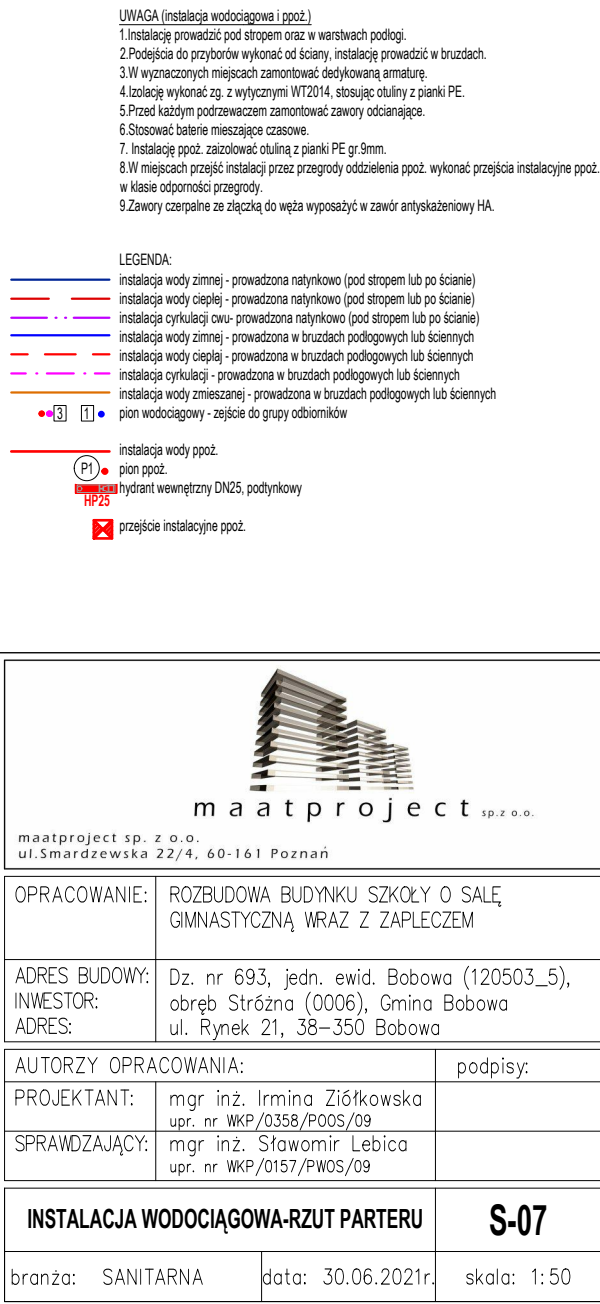 UWAGA (instalacja wodociągowa i ppoż.)
1.Instalację prowadzić pod stropem oraz w warstwach podłogi.
2.Podejścia do przyborów wykonać od ściany, instalację prowadzić w bruzdach.
3.W wyznaczonych miejscach zamontować dedykowaną armaturę.
4.Izolację wykonać zg. z wytycznymi WT2014, stosując otuliny z pianki PE.
5.Przed każdym podrzewaczem zamontować zawory odcianające.
6.Stosować baterie mieszające czasowe.
7. Instalację ppoż. zaizolować otuliną z pianki PE gr.9mm.
8.W miejscach przejść instalacji przez przegrody oddzielenia ppoż. wykonać przejścia instalacyjne ppoż.
w klasie odporności przegrody.
9.Zawory czerpalne ze złączką do węża wyposażyć w zawór antyskażeniowy HA.
LEGENDA:
instalacja wody zimnej - prowadzona natynkowo (pod stropem lub po ścianie)
instalacja wody ciepłej - prowadzona natynkowo (pod stropem lub po ścianie)
instalacja cyrkulacji cwu- prowadzona natynkowo (pod stropem lub po ścianie)
instalacja wody zimnej - prowadzona w bruzdach podłogowych lub ściennych
instalacja wody cieplaj - prowadzona w bruzdach podłogowych lub ściennych
instalacja cyrkulacji - prowadzona w bruzdach podłogowych lub ściennych
instalacja wody zmieszanej - prowadzona w bruzdach podłogowych lub ściennych
3 1 pion wodociągowy - zejście do grupy odbiorników
instalacja wody ppoż.
P1 pion ppoż.
hydrant wewnętrzny DN25, podtynkowy
HP25
przejście instalacyjne ppoż.
maatproject sp.z o.o.
maatproject sp. z o.o.
ul.Smardzewska 22/4, 60-161 Poznań
OPRACOWANIE: ROZBUDOWA BUDYNKU SZKOŁY O SALĘ
GIMNASTYCZNĄ WRAZ Z ZAPLECZEM
ADRES BUDOWY: Dz. nr 693, jedn. ewid. Bobowa (120503_5),
INWESTOR: obręb Stróżna (0006), Gmina Bobowa
ADRES: ul. Rynek 21, 38-350 Bobowa
AUTORZY OPRACOWANIA: podpisy:
PROJEKTANT: mgr inż. Irmina Ziółkowska
upr. nr WKP/0358/POOS/09
SPRAWDZAJĄCY: mgr inż. Sławomir Lebica
upr. nr WKP/0157/PWOS/09
INSTALACJA WODOCIĄGOWA-RZUT PARTERU S-07
branża: SANITARNA data: 30.06.2021r. skala: 1:50